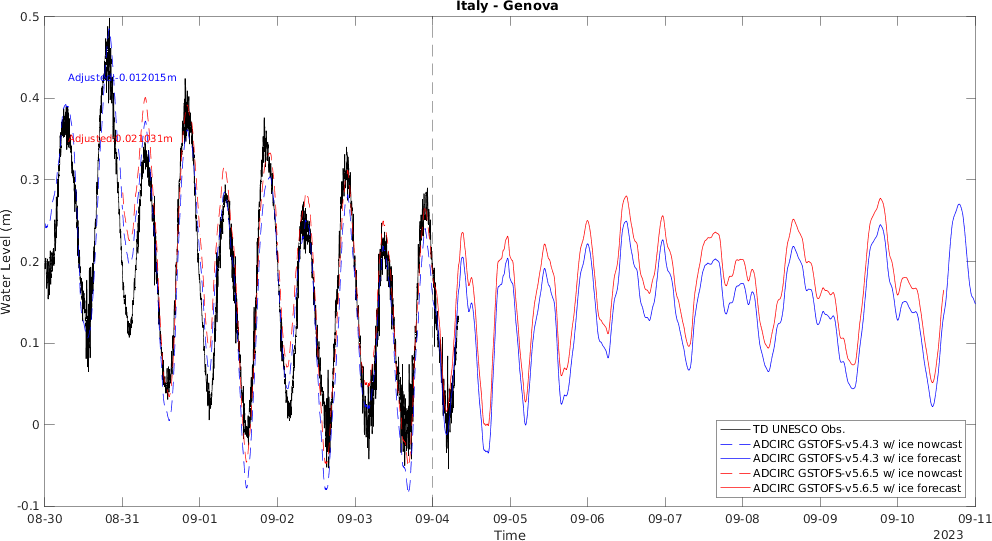 Italy - Genova
0.5
0.4
0.3
0.2
0.1
0
-0.1
Water Level (m)
Adjusted -0.012015m
Adjusted 0.021031m
TD UNESCO Obs.
ADCIRC GSTOFS-v5.4.3 w/ ice nowcast
ADCIRC GSTOFS-v5.4.3 w/ ice forecast
ADCIRC GSTOFS-v5.6.5 w/ ice nowcast
ADCIRC GSTOFS-v5.6.5 w/ ice forecast
08-30 08-31 09-01 09-02 09-03 09-04 09-05 09-06 09-07 09-08 09-09 09-10 09-11
Time
2023